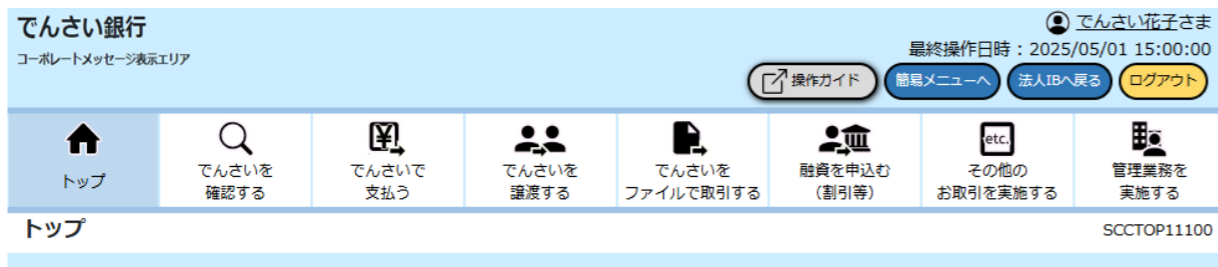 でんさい銀行
コーポレートメッセージ表示エリア
でんさい花子さま
最終操作日時：2025/05/01 15:00:00
操作ガイド
簡易メニューへ
法人IBへ戻る
ログアウト
トップ
でんさいを
確認する
でんさいで
支払う
でんさいを
譲渡する
でんさいを
ファイルで取引する
融資を申込む
（割引等）
etc.
その他の
お取引を実施する
管理業務を
実施する
トップ
SCCTOP11100